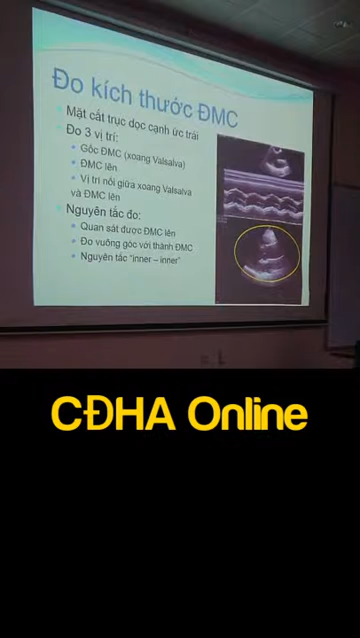 Đo kích thước ĐMC
Mặt cắt trục dọc cạnh ức trái
Đo 3 vị trí:
Gốc ĐMC (xoang Valsalva)
ĐMC lên
Vị trí nối giữa xoang Valsalva
và ĐMC lên
Nguyên tắc đo:
Quan sát được ĐMC lên
Đo vuông góc với thành ĐMC
Nguyên tắc "inner – inner"
CĐHA Online